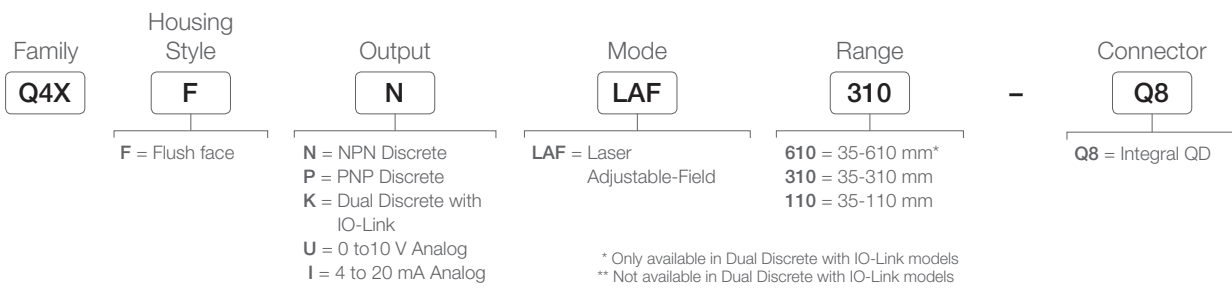 Family
Housing
Style
Output
Mode
Range
Connector
Q4X
F
N
LAF
310
–
Q8
F = Flush face
N = NPN Discrete
P = PNP Discrete
K = Dual Discrete with
IO-Link
U = 0 to10 V Analog
I = 4 to 20 mA Analog
LAF = Laser
Adjustable-Field
610 = 35-610 mm*
310 = 35-310 mm
110 = 35-110 mm
Q8 = Integral QD
* Only available in Dual Discrete with IO-Link models
** Not available in Dual Discrete with IO-Link models